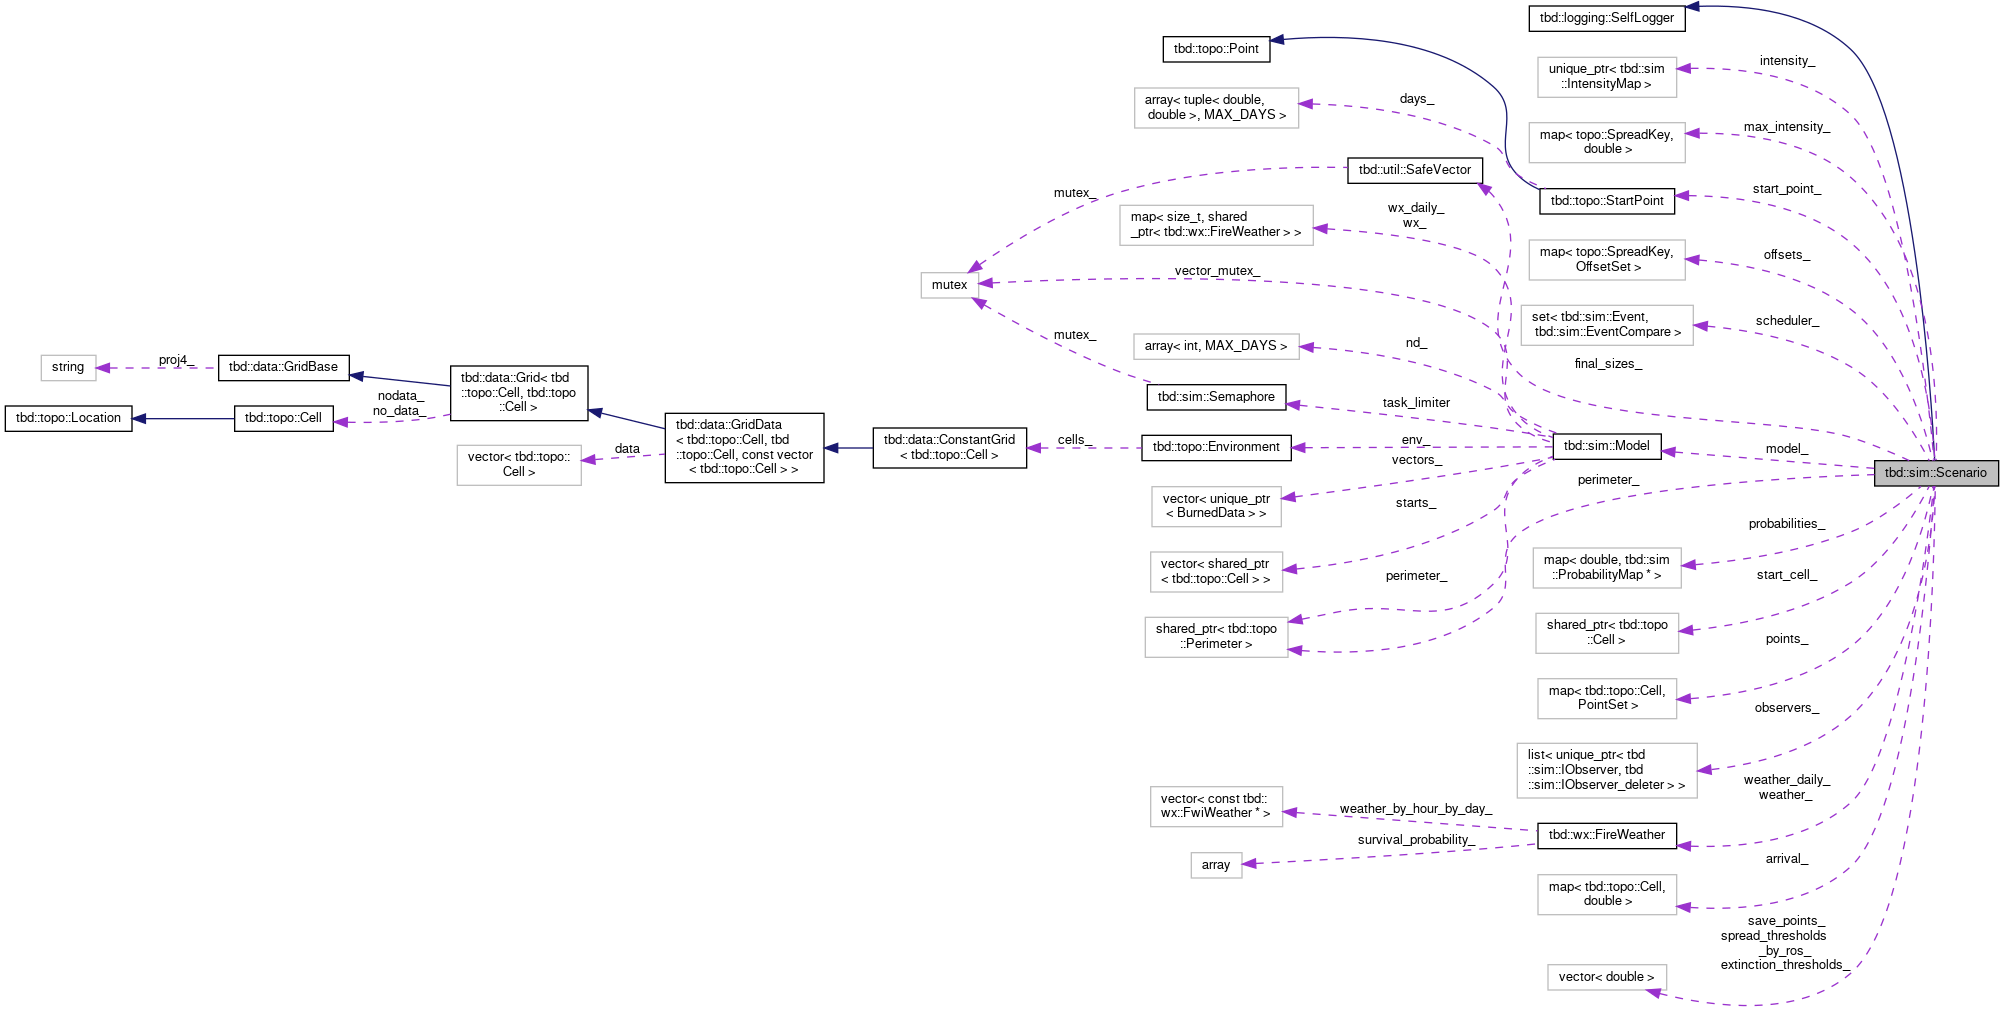 tbd::logging::SelfLogger
tbd::topo::Point
intensity_
unique_ptr< tbd::sim
::IntensityMap >
array< tuple< double,
double >, MAX_DAYS >
days_
max_intensity_
map< topo::SpreadKey,
double >
tbd::util::SafeVector
start_point_
tbd::topo::StartPoint
mutex_
map< size_t, shared
_ptr< tbd::wx::FireWeather > >
wx_daily_
wx_
map< topo::SpreadKey,
OffsetSet >
offsets_
mutex
vector_mutex_
set< tbd::sim::Event,
tbd::sim::EventCompare >
scheduler_
mutex_
array< int, MAX_DAYS >
nd_
final_sizes_
string
proj4_
tbd::data::GridBase
tbd::data::Grid< tbd
::topo::Cell, tbd::topo
::Cell >
nodata_
no_data_
tbd::topo::Location
tbd::topo::Cell
tbd::sim::Semaphore
task_limiter
tbd::data::GridData
< tbd::topo::Cell, tbd
::topo::Cell, const vector
< tbd::topo::Cell > >
tbd::data::ConstantGrid
< tbd::topo::Cell >
cells_
tbd::topo::Environment
env_
tbd::sim::Model
model_
tbd::sim::Scenario
vector< tbd::topo::
Cell >
data
vectors_
vector< unique_ptr
< BurnedData > >
perimeter_
starts_
probabilities_
vector< shared_ptr
< tbd::topo::Cell > >
map< double, tbd::sim
::ProbabilityMap * >
perimeter_
start_cell_
shared_ptr< tbd::topo
::Perimeter >
shared_ptr< tbd::topo
::Cell >
points_
map< tbd::topo::Cell,
PointSet >
observers_
list< unique_ptr< tbd
::sim::IObserver, tbd
::sim::IObserver_deleter > >
weather_daily_
weather_
vector< const tbd::
wx::FwiWeather * >
weather_by_hour_by_day_
tbd::wx::FireWeather
survival_probability_
array
arrival_
map< tbd::topo::Cell,
double >
save_points_
spread_thresholds
_by_ros_
extinction_thresholds_
vector< double >